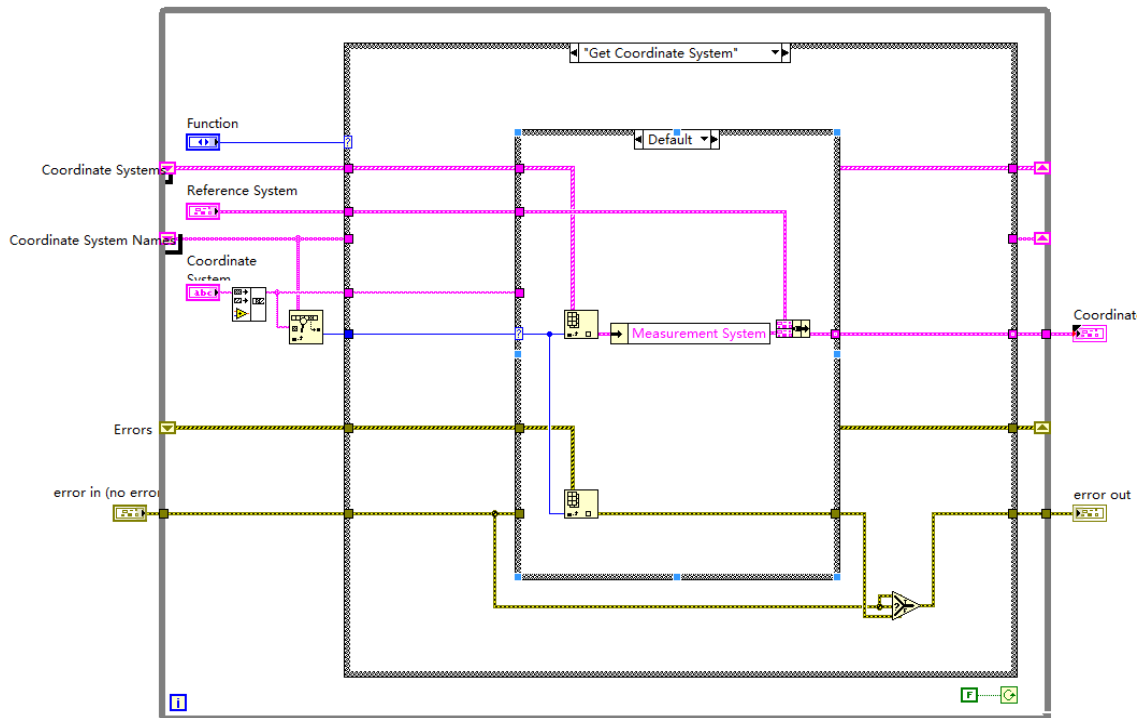 "Get Coordinate System"
Function
Default
Coordinate Systems
Reference System
Coordinate System Names
Coordinate
System
abc
Measurement System
Coordinat
Errors
error in (no error
error out
i
F